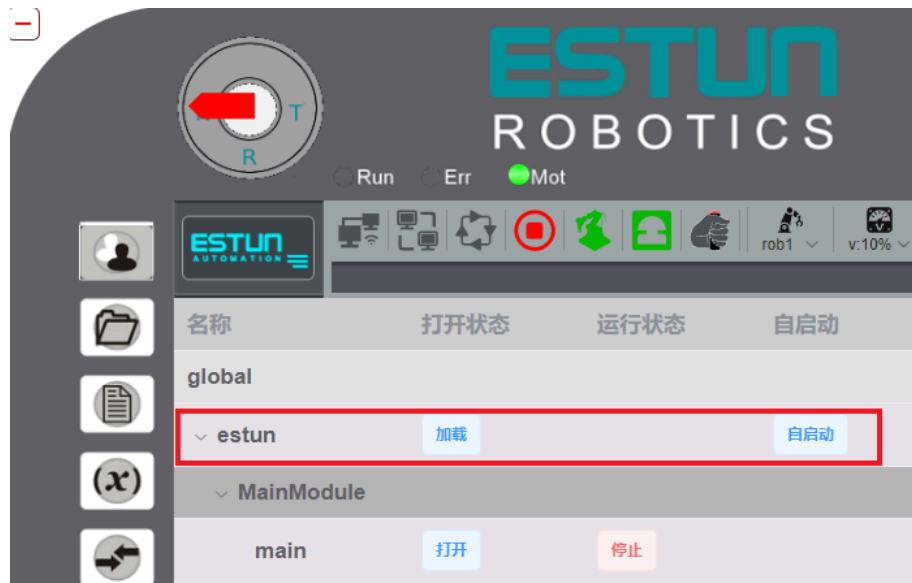 ESTUN
ROBOTICS
T
R
Run Err Mot
ESTUN
AUTOMATION
rob1 v:10%
名称 打开状态 运行状态 自启动
global
estun 加载 自启动
MainModule
(x)
main 打开 停止